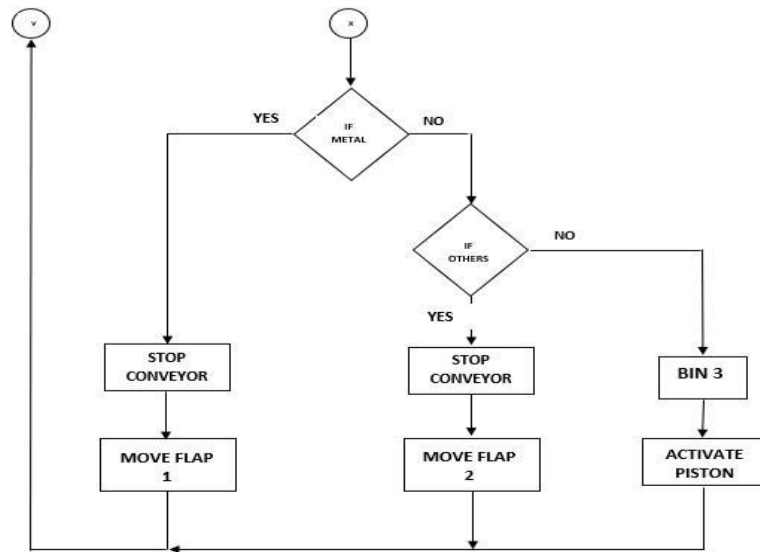 Y
X
YES
IF
METAL
NO
IF
OTHERS
NO
YES
STOP
CONVEYOR
STOP
CONVEYOR
BIN 3
MOVE FLAP
1
MOVE FLAP
2
ACTIVATE
PISTON